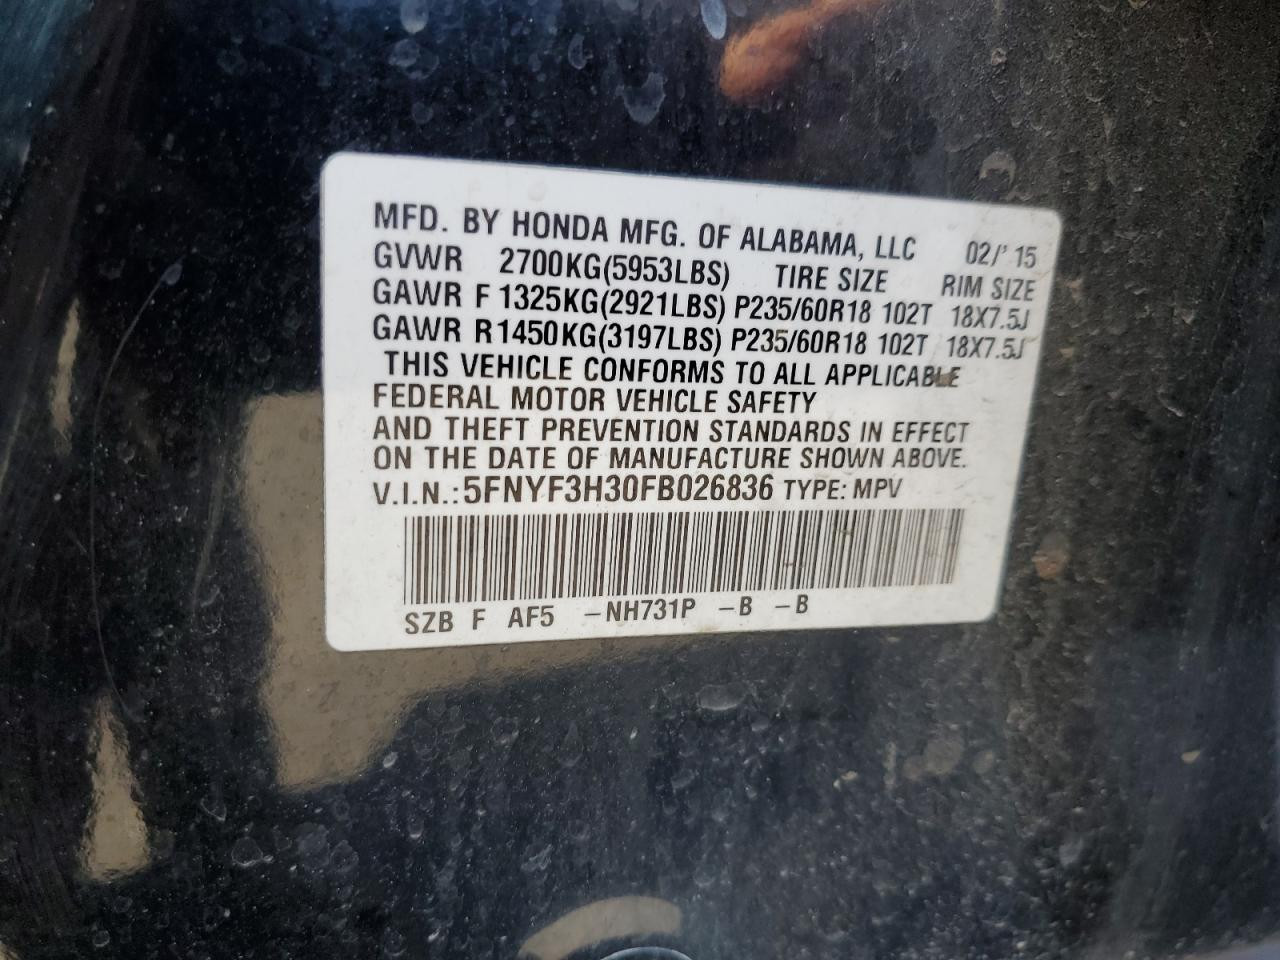 MFD. BY HONDA MFG. OF ALABAMA, LLC 02/' 15
GVWR 2700KG(5953LBS) TIRE SIZE RIM SIZE
GAWR F 1325KG(2921LBS) P235/60R18 102T 18X7.5J
GAWR R 1450KG(3197LBS) P235/60R18 102T 18X7.5J
THIS VEHICLE CONFORMS TO ALL APPLICABLE
FEDERAL MOTOR VEHICLE SAFETY
AND THEFT PREVENTION STANDARDS IN EFFECT
ON THE DATE OF MANUFACTURE SHOWN ABOVE.
V.I.N.: 5FNYF3H30FB026836 TYPE: MPV
SZB F AF5 -NH731P -B -B